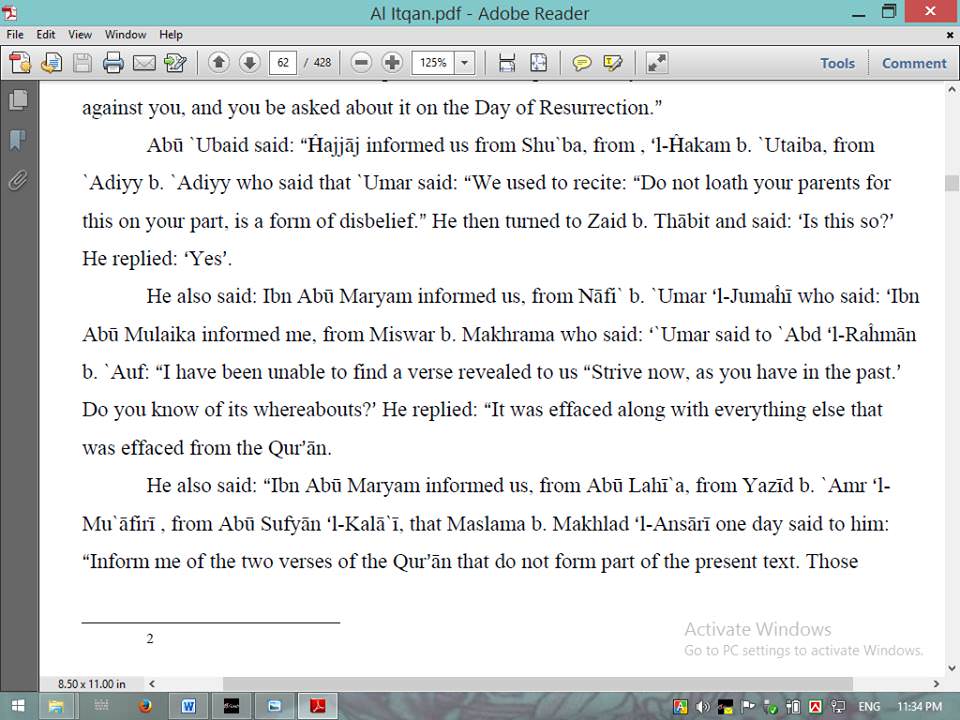 Al Itqan.pdf - Adobe Reader
File Edit View Window Help
62 / 428 125% Tools Comment
against you, and you be asked about it on the Day of Resurrection.”
Abū `Ubaid said: “Ĥajjāj informed us from Shu`ba, from , ‘l-Ĥakam b. `Utaiba, from
`Adiyy b. `Adiyy who said that `Umar said: “We used to recite: “Do not loath your parents for
this on your part, is a form of disbelief.” He then turned to Zaid b. Thābit and said: ‘Is this so?’
He replied: ‘Yes’.
He also said: Ibn Abū Maryam informed us, from Nāfi` b. `Umar ‘l-Jumaĥī who said: ‘Ibn
Abū Mulaika informed me, from Miswar b. Makhrama who said: ‘`Umar said to `Abd ‘l-Raĥmān
b. `Auf: “I have been unable to find a verse revealed to us “Strive now, as you have in the past.’
Do you know of its whereabouts?’ He replied: “It was effaced along with everything else that
was effaced from the Qur’ān.
He also said: “Ibn Abū Maryam informed us, from Abū Lahī`a, from Yazīd b. `Amr ‘l-
Mu`āfirī , from Abū Sufyān ‘l-Kalā`ī, that Maslama b. Makhlad ‘l-Ansārī one day said to him:
“Inform me of the two verses of the Qur’ān that do not form part of the present text. Those
2
Activate Windows
Go to PC settings to activate Windows.
8.50 x 11.00 in
ENG 11:34 PM